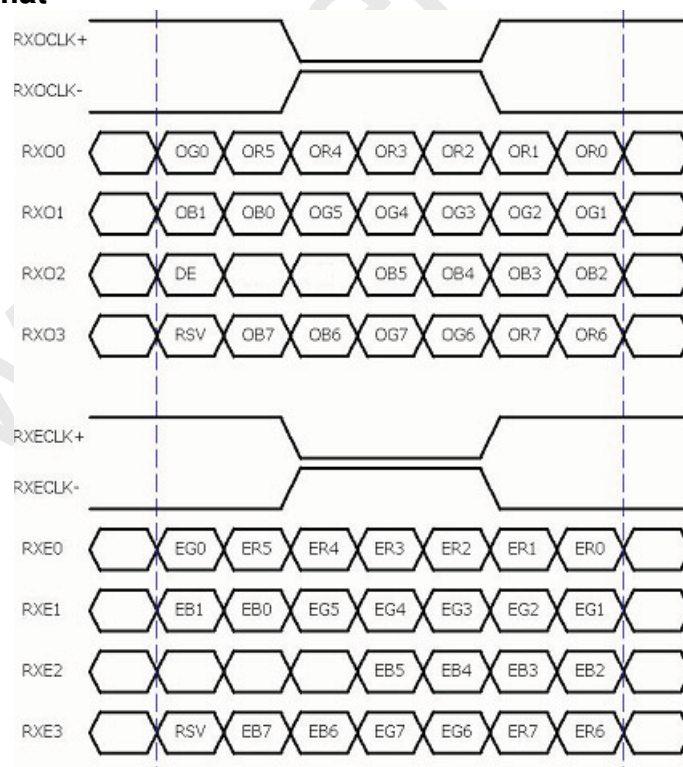 RXOCLK+
RXOCLK-
RXO0 OG0 OR5 OR4 OR3 OR2 OR1 OR0
RXO1 OB1 OB0 OG5 OG4 OG3 OG2 OG1
RXO2 DE OB5 OB4 OB3 OB2
RXO3 RSV OB7 OB6 OG7 OG6 OR7 OR6
RXECLK+
RXECLK-
RXE0 EG0 ER5 ER4 ER3 ER2 ER1 ER0
RXE1 EB1 EB0 EG5 EG4 EG3 EG2 EG1
RXE2 EB5 EB4 EB3 EB2
RXE3 RSV EB7 EB6 EG7 EG6 ER7 ER6